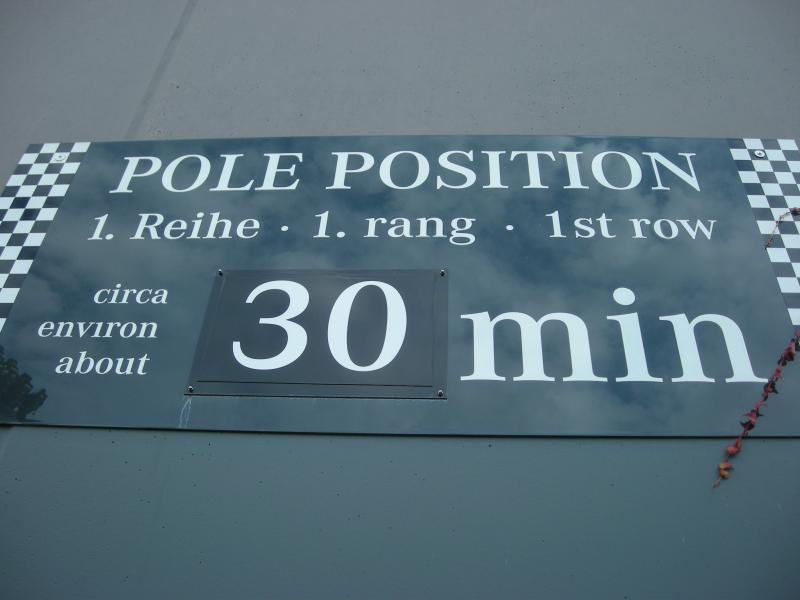 POLE POSITION
1. Reihe · 1. rang · 1st row
circa
environ
about
30 min